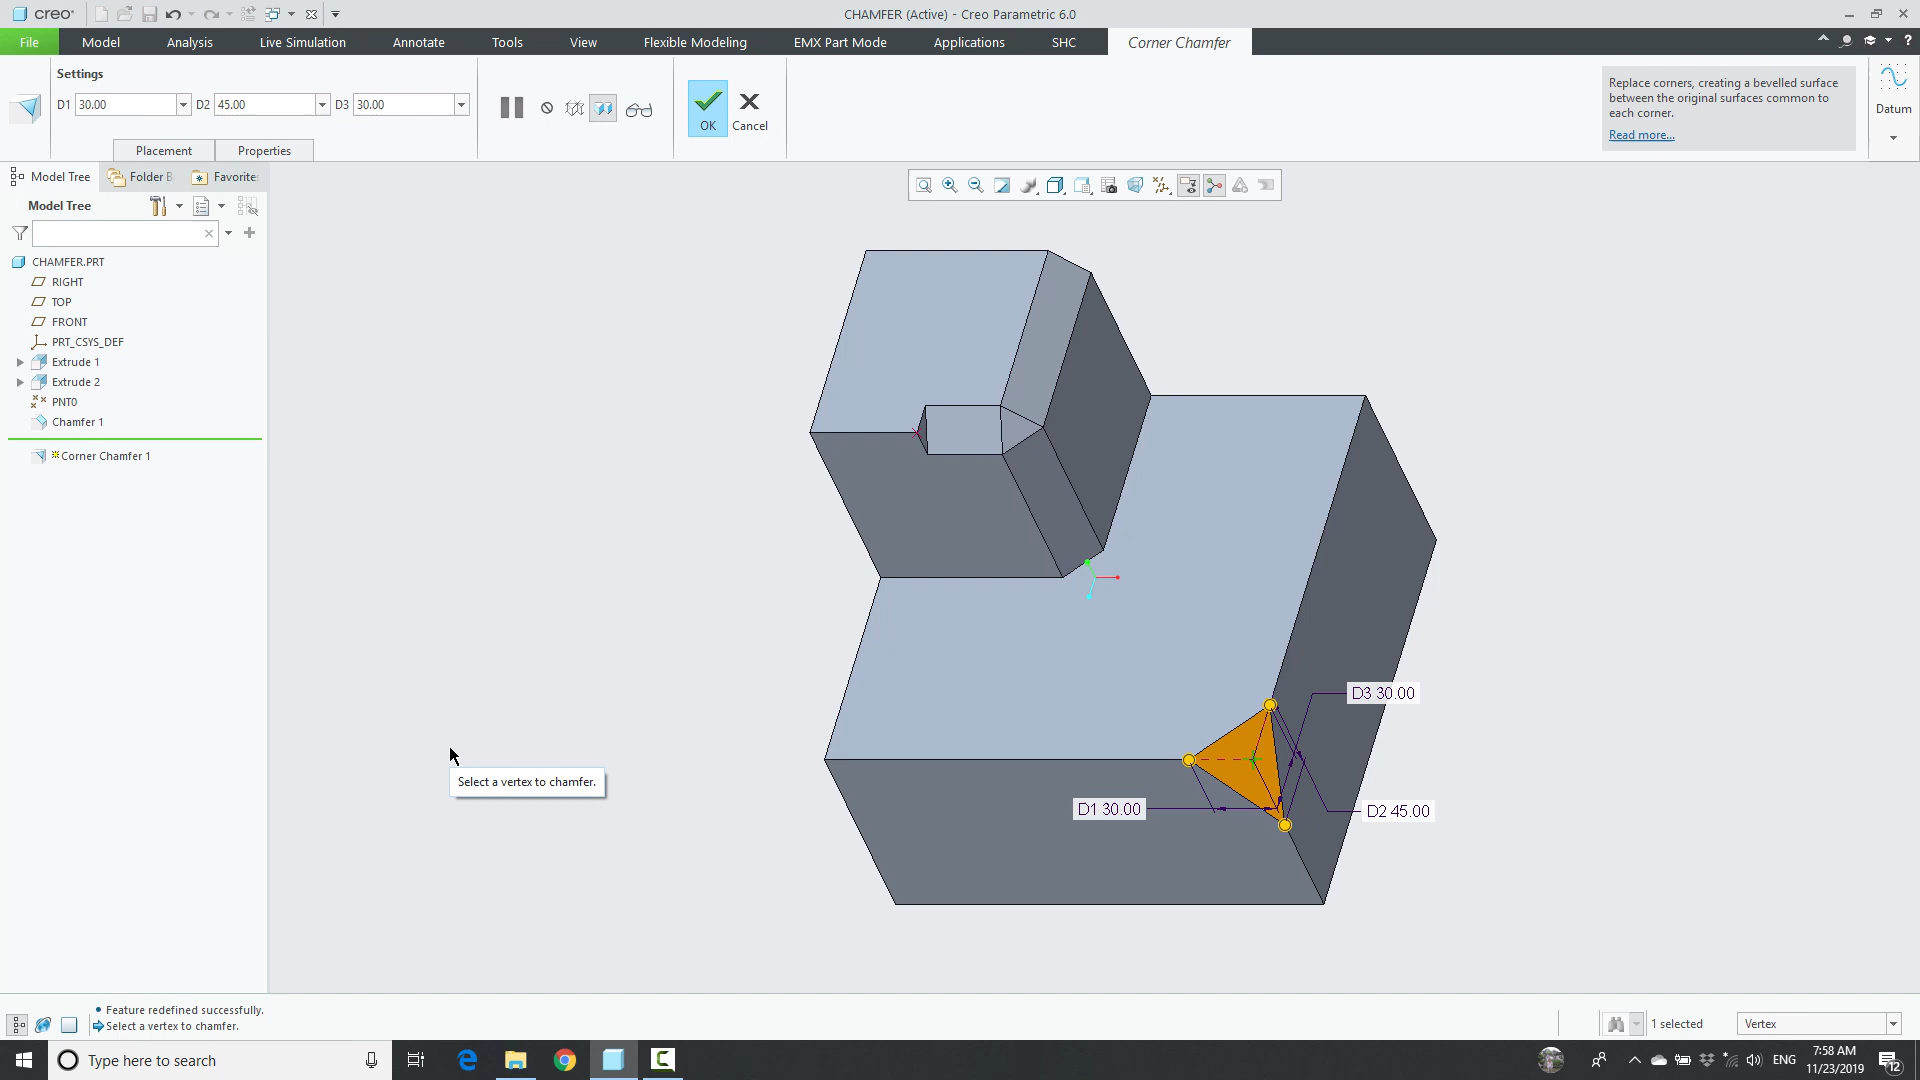 creo
CHAMFER (Active) - Creo Parametric 6.0
File Model Analysis Live Simulation Annotate Tools View Flexible Modeling EMX Part Mode Applications SHC Corner Chamfer
Settings
D1 30.00 D2 45.00 D3 30.00
OK Cancel
Placement Properties
Replace corners, creating a bevelled surface
between the original surfaces common to
each corner.
Read more...
Datum
Model Tree Folder B Favorite
Model Tree
CHAMFER.PRT
RIGHT
TOP
FRONT
PRT_CSYS_DEF
Extrude 1
Extrude 2
PNT0
Chamfer 1
Corner Chamfer 1
D3 30.00
D1 30.00
D2 45.00
Select a vertex to chamfer.
Feature redefined successfully.
Select a vertex to chamfer.
1 selected
Vertex
Type here to search
ENG
7:58 AM
11/23/2019
12